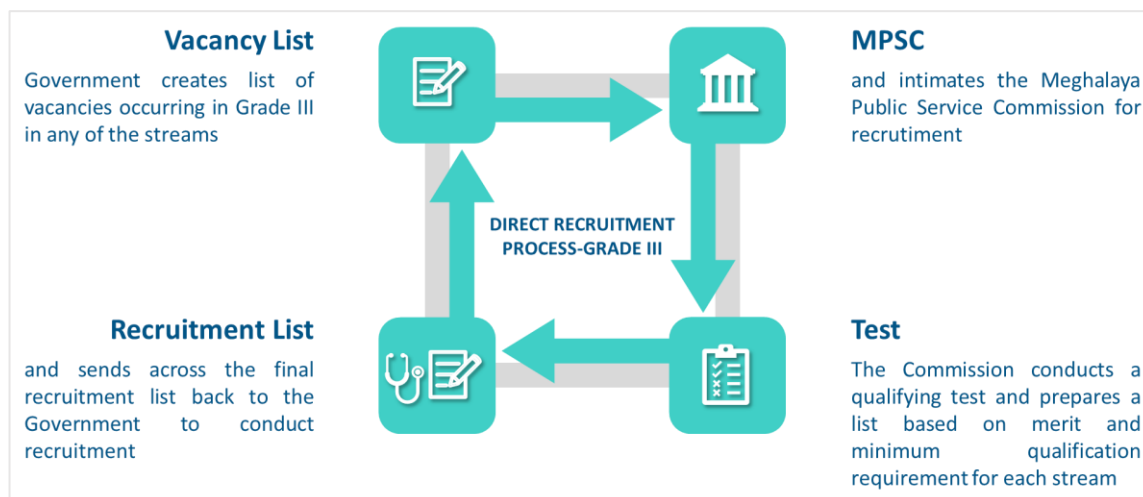 Vacancy List
Government creates list of
vacancies occurring in Grade III
in any of the streams
MPSC
and intimates the Meghalaya
Public Service Commission for
recrutiment
DIRECT RECRUITMENT
PROCESS-GRADE III
Recruitment List
and sends across the final
recruitment list back to the
Government to conduct
recruitment
Test
The Commission conducts a
qualifying test and prepares a
list based on merit and
minimum qualification
requirement for each stream